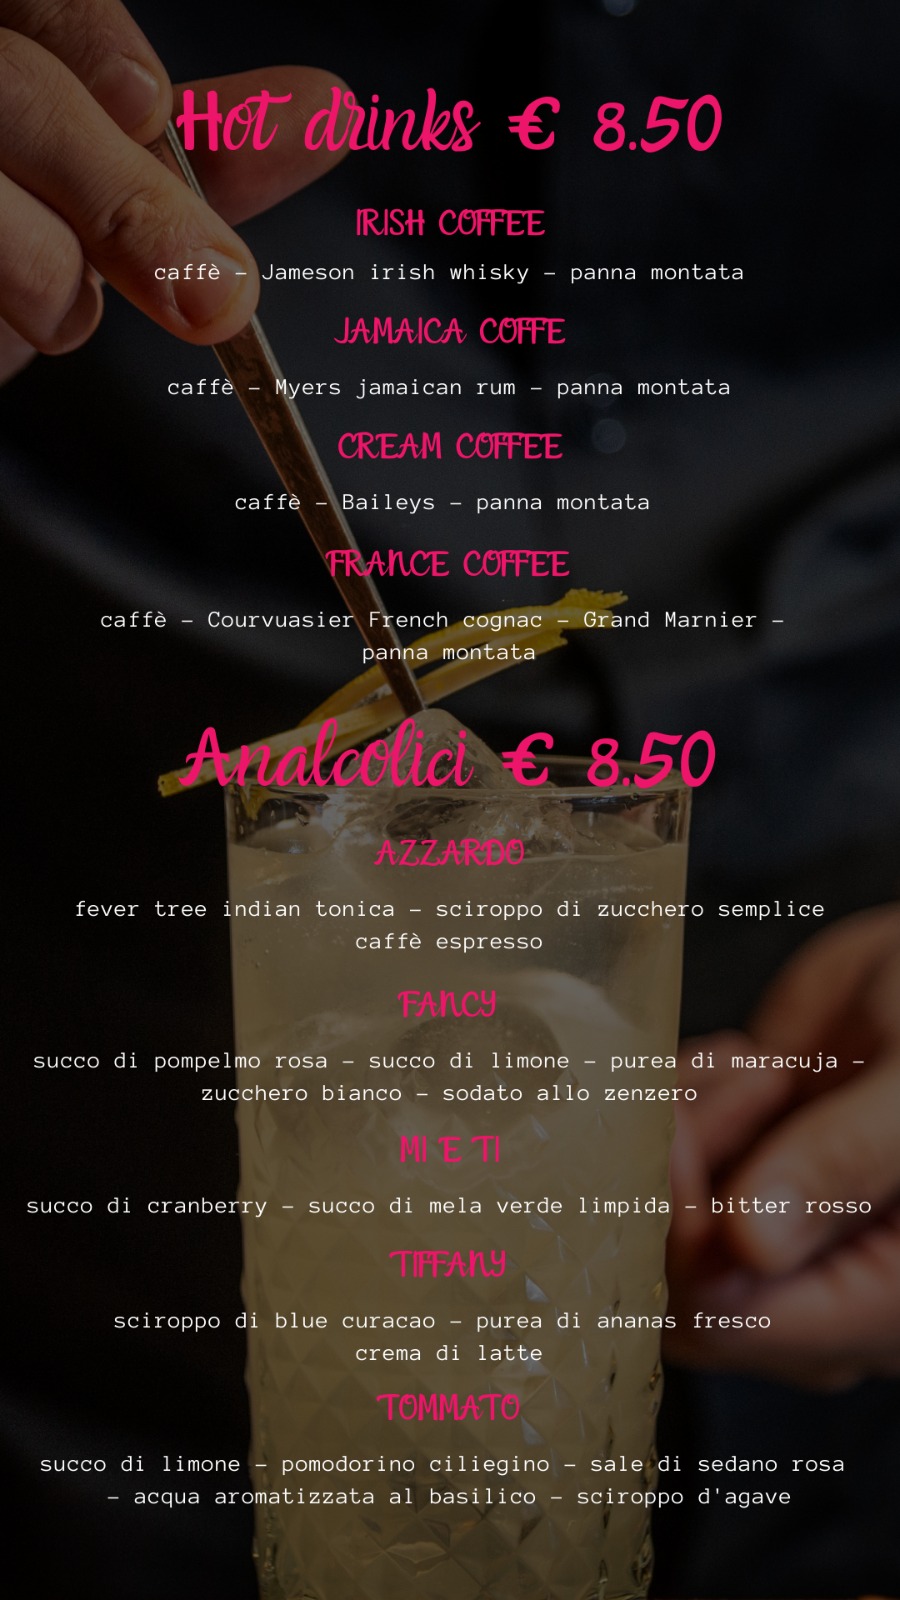 Hot drinks € 8.50
IRISH COFFEE
caffè - Jameson irish whisky - panna montata
JAMAICA COFFE
caffè - Myers jamaican rum - panna montata
CREAM COFFEE
caffè - Baileys - panna montata
FRANCE COFFEE
caffè - Courvuasier French cognac - Grand Marnier -
panna montata
Analcolici € 8.50
AZZARDO
fever tree indian tonica - sciroppo di zucchero semplice
caffè espresso
FANCY
succo di pompelmo rosa - succo di limone - purea di maracuja -
zucchero bianco - sodato allo zenzero
MI E TI
succo di cranberry - succo di mela verde limpida - bitter rosso
TIFFANY
sciroppo di blue curacao - purea di ananas fresco
crema di latte
TOMMATO
succo di limone - pomodorino ciliegino - sale di sedano rosa
- acqua aromatizzata al basilico - sciroppo d'agave